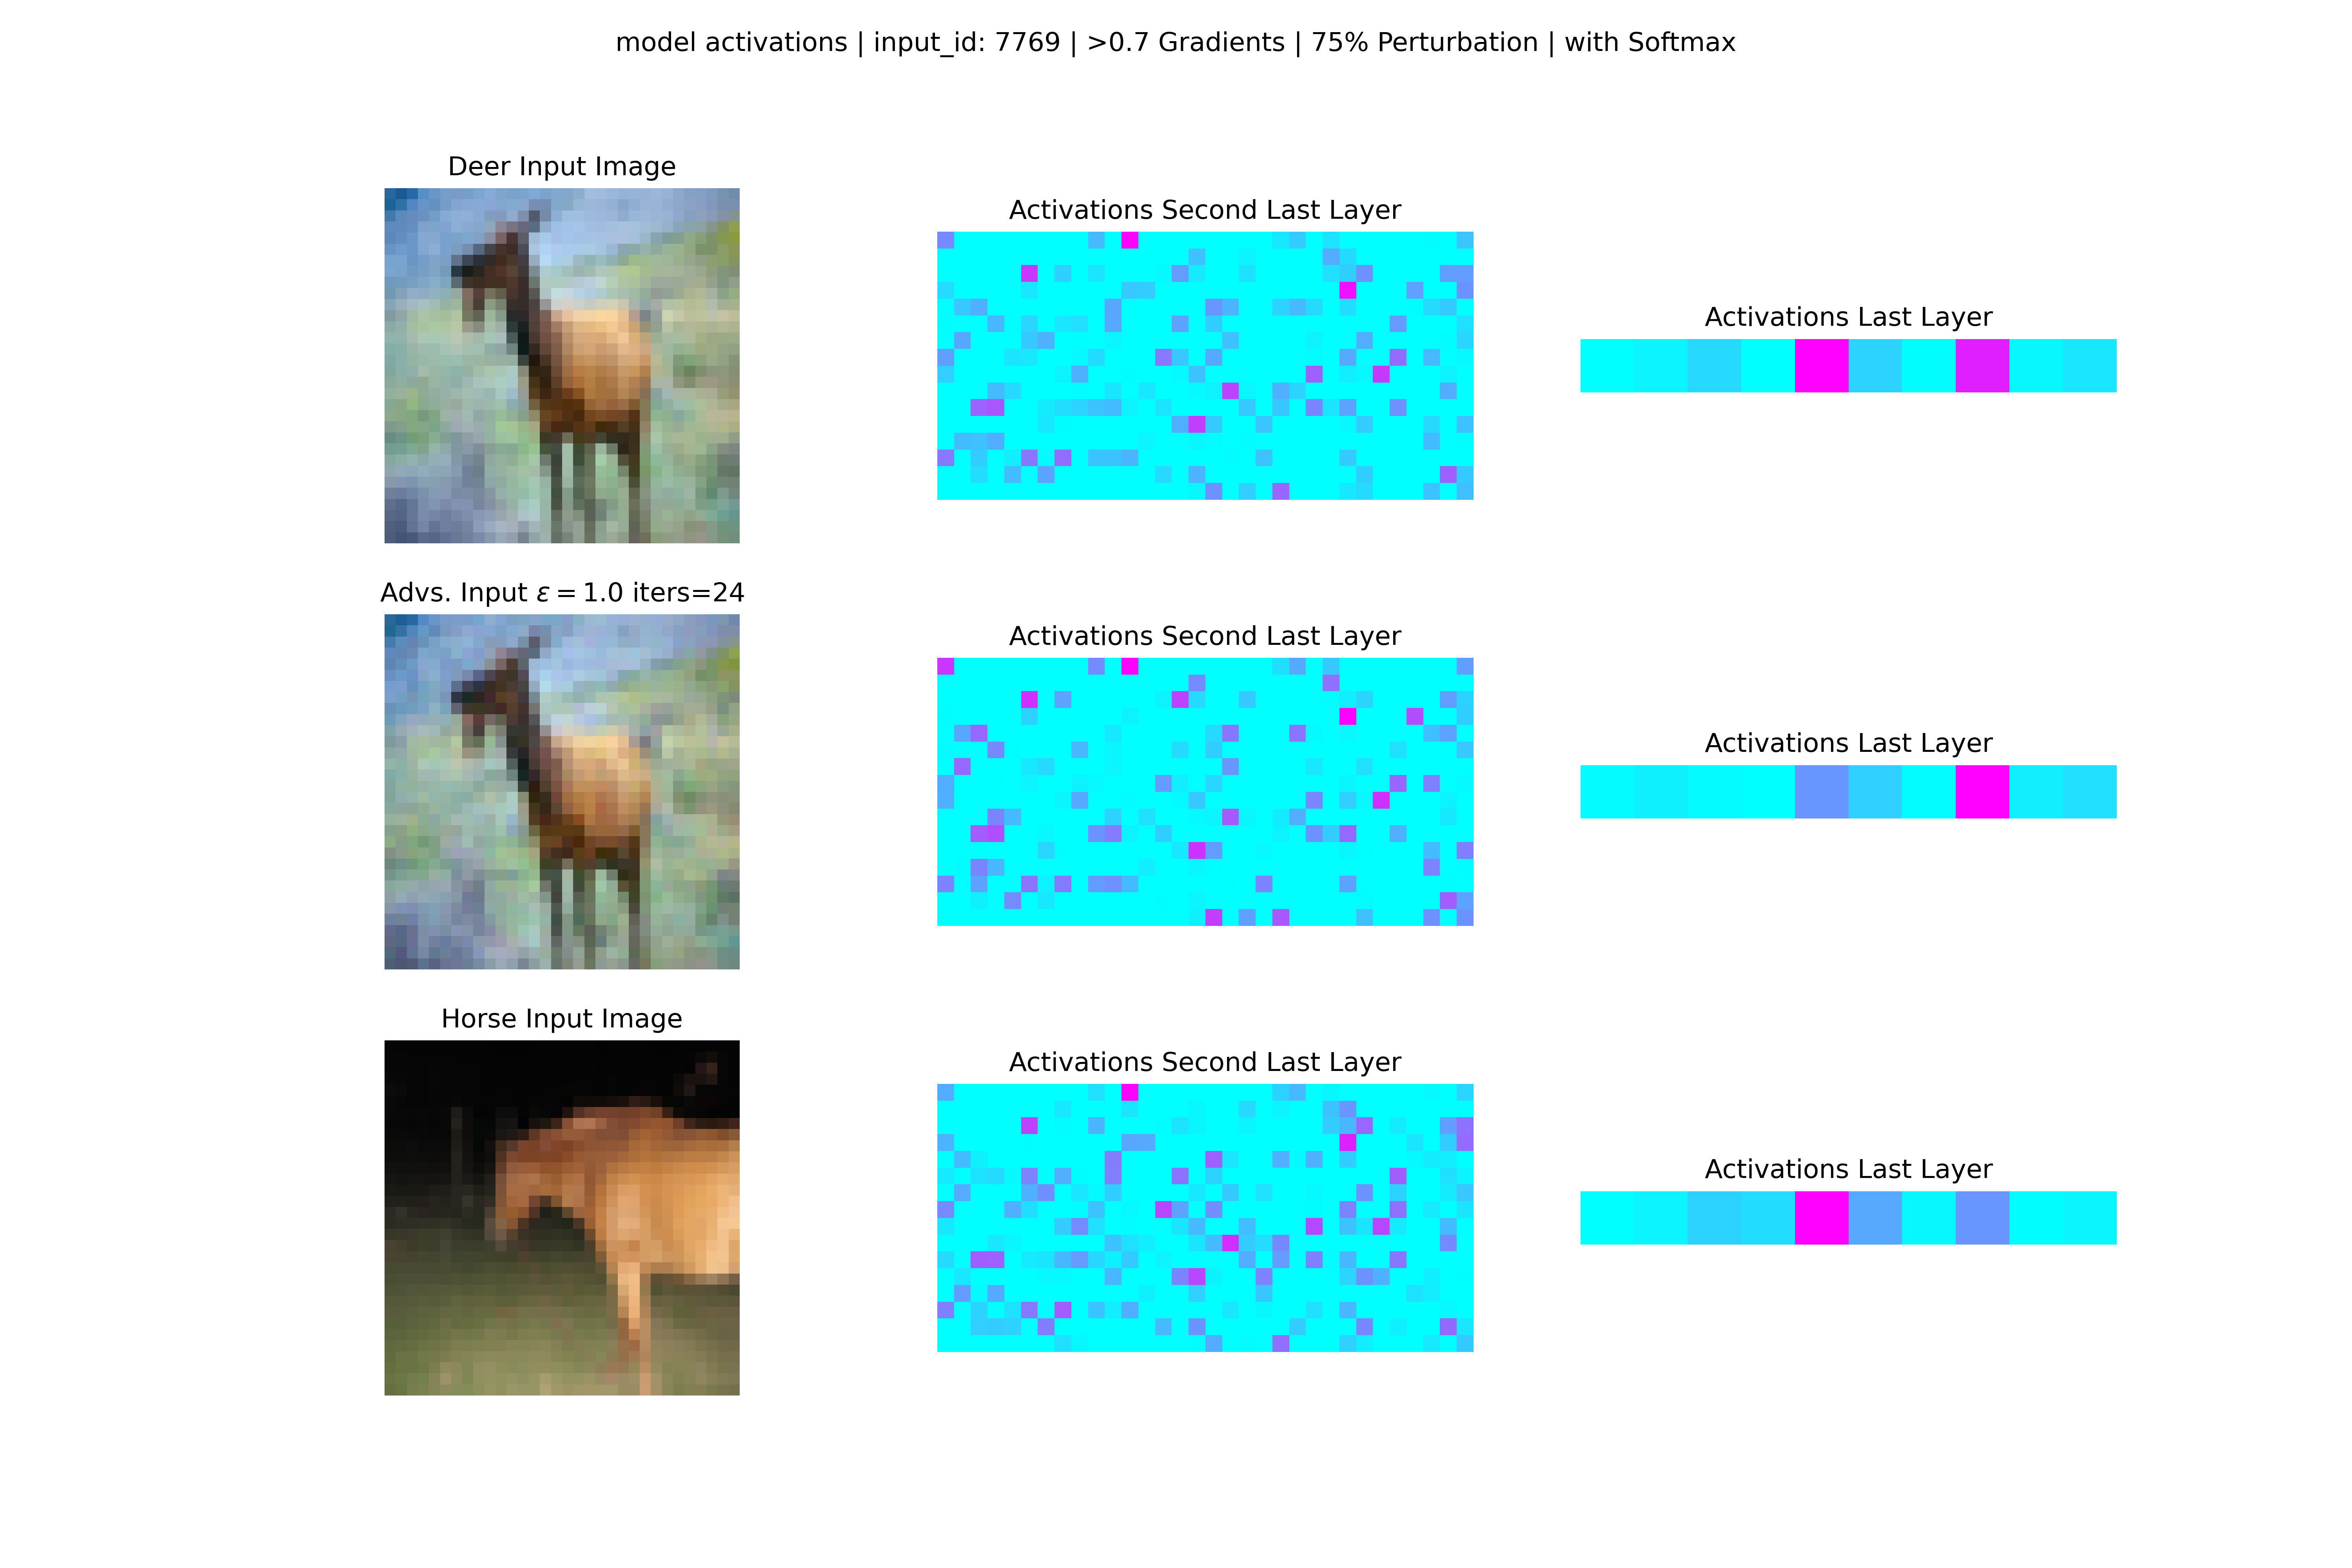 model activations | input_id: 7769 | >0.7 Gradients | 75% Perturbation | with Softmax
Deer Input Image
Activations Second Last Layer
Activations Last Layer
Advs. Input ε = 1.0 iters=24
Activations Second Last Layer
Activations Last Layer
Horse Input Image
Activations Second Last Layer
Activations Last Layer